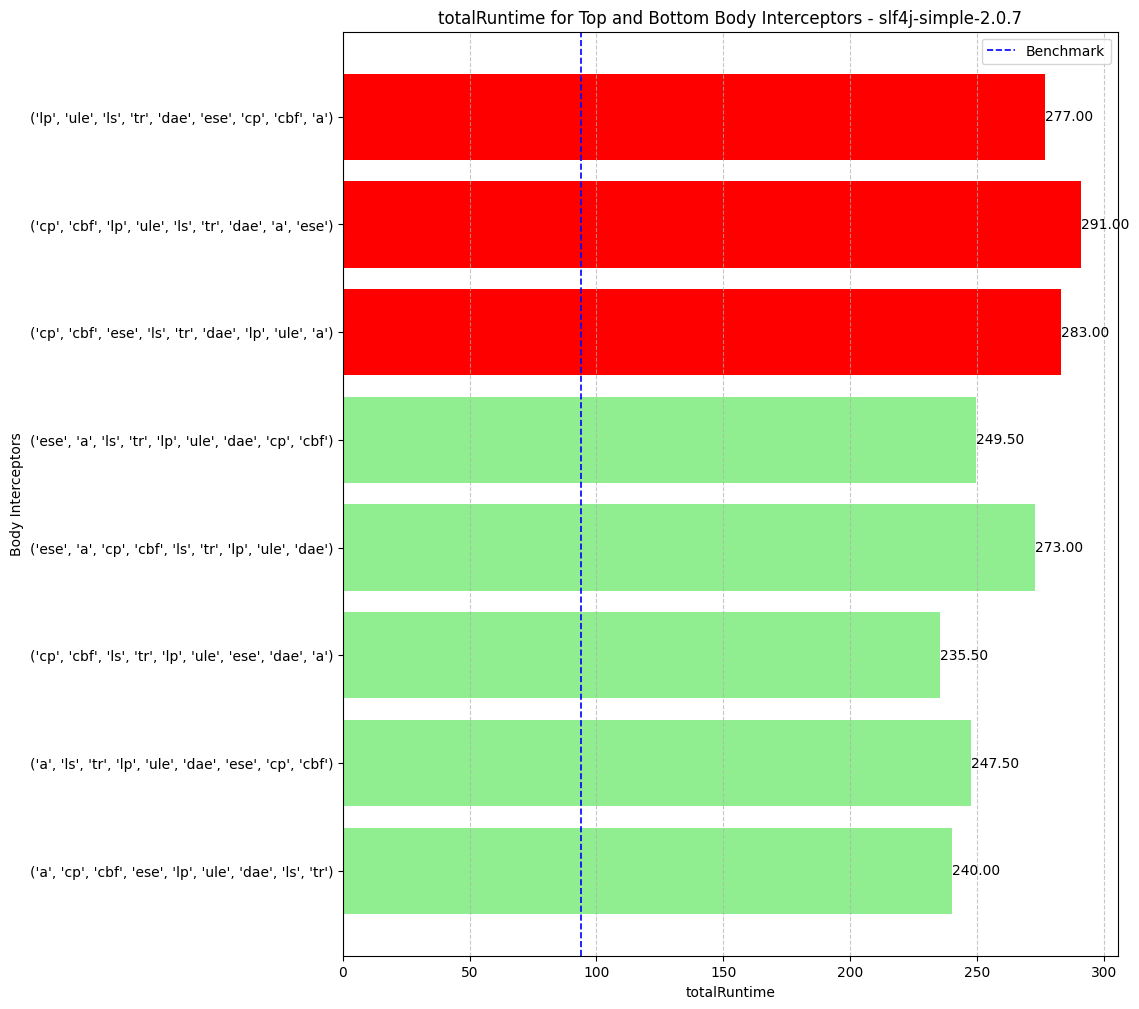 totalRuntime for Top and Bottom Body Interceptors - slf4j-simple-2.0.7
Benchmark
('lp', 'ule', 'ls', 'tr', 'dae', 'ese', 'cp', 'cbf', 'a')
277.00
('cp', 'cbf', 'lp', 'ule', 'ls', 'tr', 'dae', 'a', 'ese')
291.00
('cp', 'cbf', 'ese', 'ls', 'tr', 'dae', 'lp', 'ule', 'a')
283.00
('ese', 'a', 'ls', 'tr', 'lp', 'ule', 'dae', 'cp', 'cbf')
249.50
('ese', 'a', 'cp', 'cbf', 'ls', 'tr', 'lp', 'ule', 'dae')
273.00
('cp', 'cbf', 'ls', 'tr', 'lp', 'ule', 'ese', 'dae', 'a')
235.50
('a', 'ls', 'tr', 'lp', 'ule', 'dae', 'ese', 'cp', 'cbf')
247.50
('a', 'cp', 'cbf', 'ese', 'lp', 'ule', 'dae', 'ls', 'tr')
240.00
Body Interceptors
0 50 100 150 200 250 300
totalRuntime